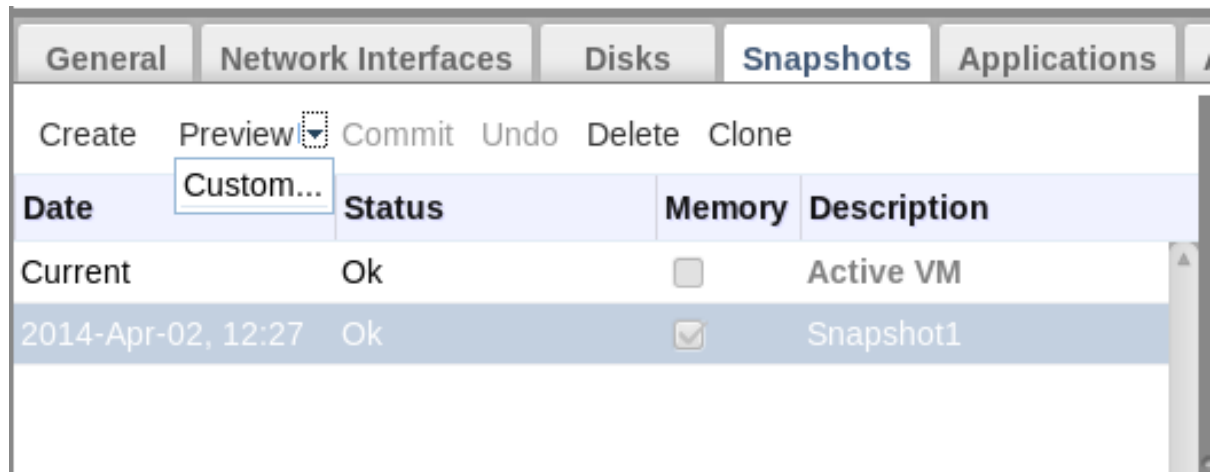 General Network Interfaces Disks Snapshots Applications
Create Preview Commit Undo Delete Clone
Custom...
Date Status Memory Description
Current Ok Active VM
2014-Apr-02, 12:27 Ok Snapshot1